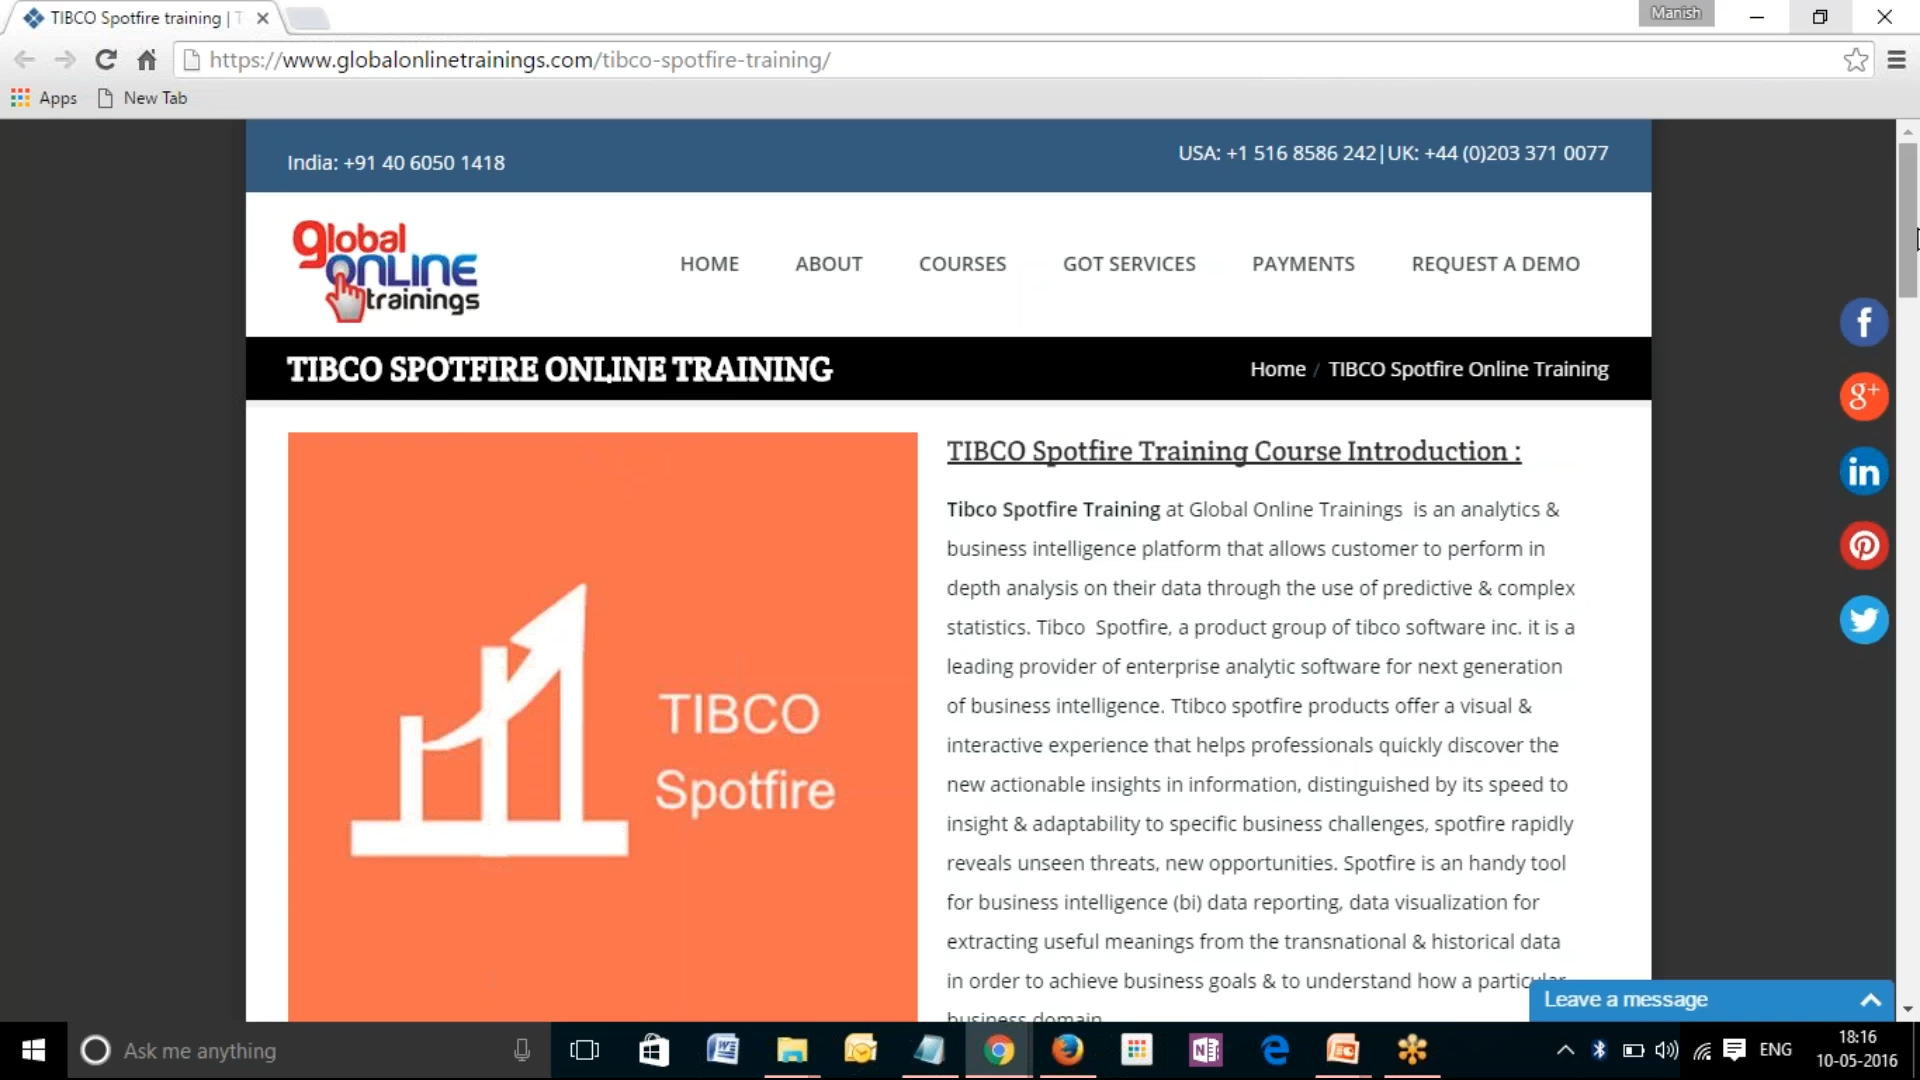 TIBCO Spotfire training | T
Manish
https://www.globalonlinetrainings.com/tibco-spotfire-training/
Apps
New Tab
India: +91 40 6050 1418
USA: +1 516 8586 242|UK: +44 (0)203 371 0077
global
ONLINE
trainings
HOME
ABOUT
COURSES
GOT SERVICES
PAYMENTS
REQUEST A DEMO
TIBCO SPOTFIRE ONLINE TRAINING
Home / TIBCO Spotfire Online Training
TIBCO
Spotfire
TIBCO Spotfire Training Course Introduction :
Tibco Spotfire Training at Global Online Trainings is an analytics &
business intelligence platform that allows customer to perform in
depth analysis on their data through the use of predictive & complex
statistics. Tibco Spotfire, a product group of tibco software inc. it is a
leading provider of enterprise analytic software for next generation
of business intelligence. Ttibco spotfire products offer a visual &
interactive experience that helps professionals quickly discover the
new actionable insights in information, distinguished by its speed to
insight & adaptability to specific business challenges, spotfire rapidly
reveals unseen threats, new opportunities. Spotfire is an handy tool
for business intelligence (bi) data reporting, data visualization for
extracting useful meanings from the transnational & historical data
in order to achieve business goals & to understand how a particular
business domain
f
g+
in
Leave a message
Ask me anything
ENG
18:16
10-05-2016